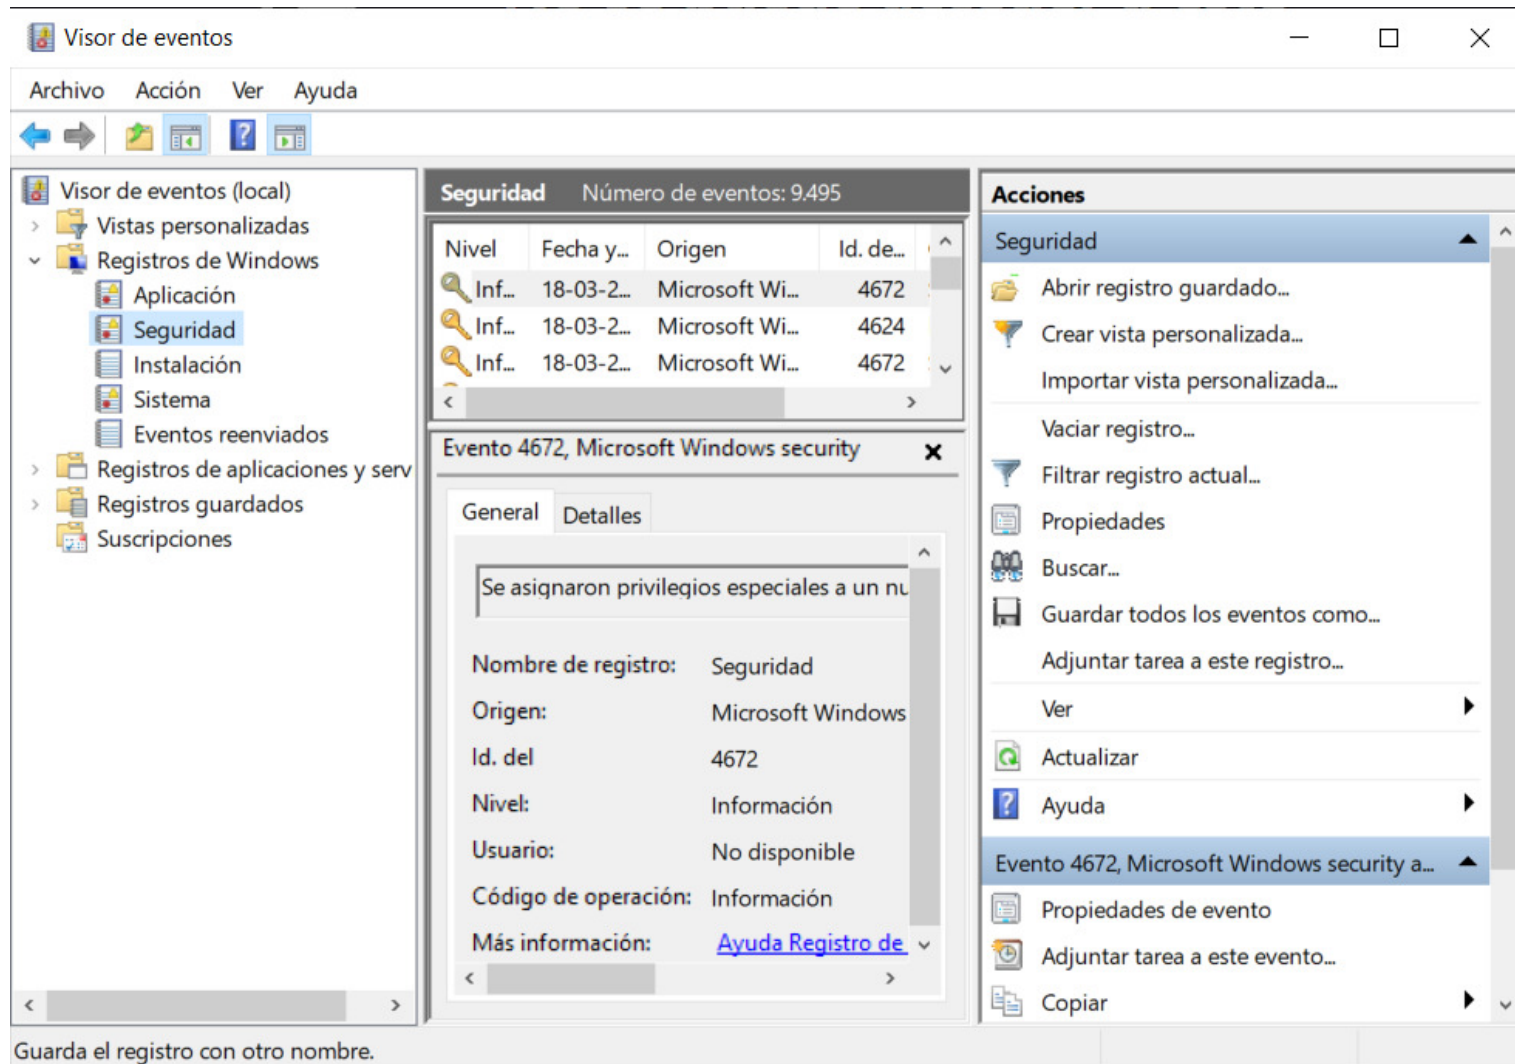 Visor de eventos
Archivo Acción Ver Ayuda
Visor de eventos (local)
Vistas personalizadas
Registros de Windows
Aplicación
Seguridad
Instalación
Sistema
Eventos reenviados
Registros de aplicaciones y serv
Registros guardados
Suscripciones
Seguridad Número de eventos: 9.495
Nivel Fecha y... Origen Id. de...
Inf... 18-03-2... Microsoft Wi... 4672
Inf... 18-03-2... Microsoft Wi... 4624
Inf... 18-03-2... Microsoft Wi... 4672
Evento 4672, Microsoft Windows security
General Detalles
Se asignaron privilegios especiales a un nu
Nombre de registro: Seguridad
Origen: Microsoft Windows
Id. del 4672
Nivel: Información
Usuario: No disponible
Código de operación: Información
Más información: Ayuda Registro de
Acciones
Seguridad
Abrir registro guardado...
Crear vista personalizada...
Importar vista personalizada...
Vaciar registro...
Filtrar registro actual...
Propiedades
Buscar...
Guardar todos los eventos como...
Adjuntar tarea a este registro...
Ver
Actualizar
Ayuda
Evento 4672, Microsoft Windows security a...
Propiedades de evento
Adjuntar tarea a este evento...
Copiar
Guarda el registro con otro nombre.